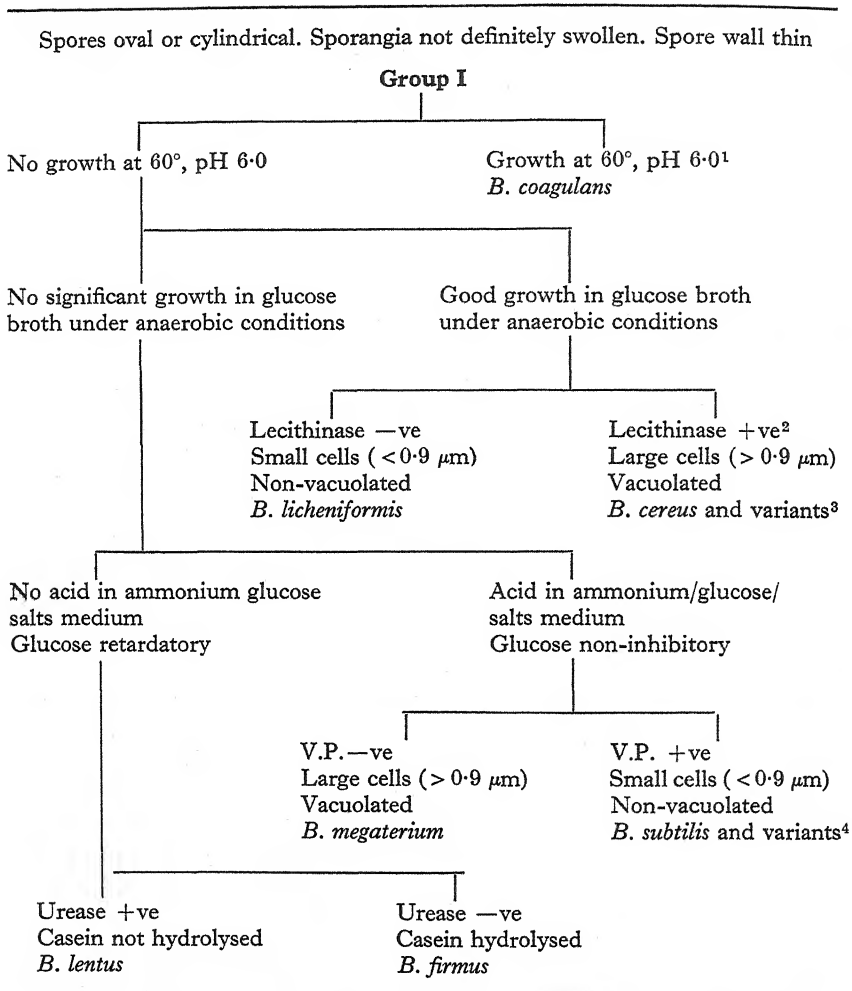 Spores oval or cylindrical. Sporangia not definitely swollen. Spore wall thin
Group I
No growth at 60°, pH 6·0
Growth at 60°, pH 6·0¹
B. coagulans
No significant growth in glucose
broth under anaerobic conditions
Good growth in glucose broth
under anaerobic conditions
Lecithinase —ve
Small cells (<0·9 μm)
Non-vacuolated
B. licheniformis
Lecithinase +ve²
Large cells (> 0·9 μm)
Vacuolated
B. cereus and variants³
No acid in ammonium glucose
salts medium
Glucose retardatory
Acid in ammonium/glucose/
salts medium
Glucose non-inhibitory
V.P.—ve
Large cells (> 0·9 μm)
Vacuolated
B. megaterium
V.P. +ve
Small cells (<0·9 μm)
Non-vacuolated
B. subtilis and variants⁴
Urease +ve
Casein not hydrolysed
B. lentus
Urease —ve
Casein hydrolysed
B. firmus